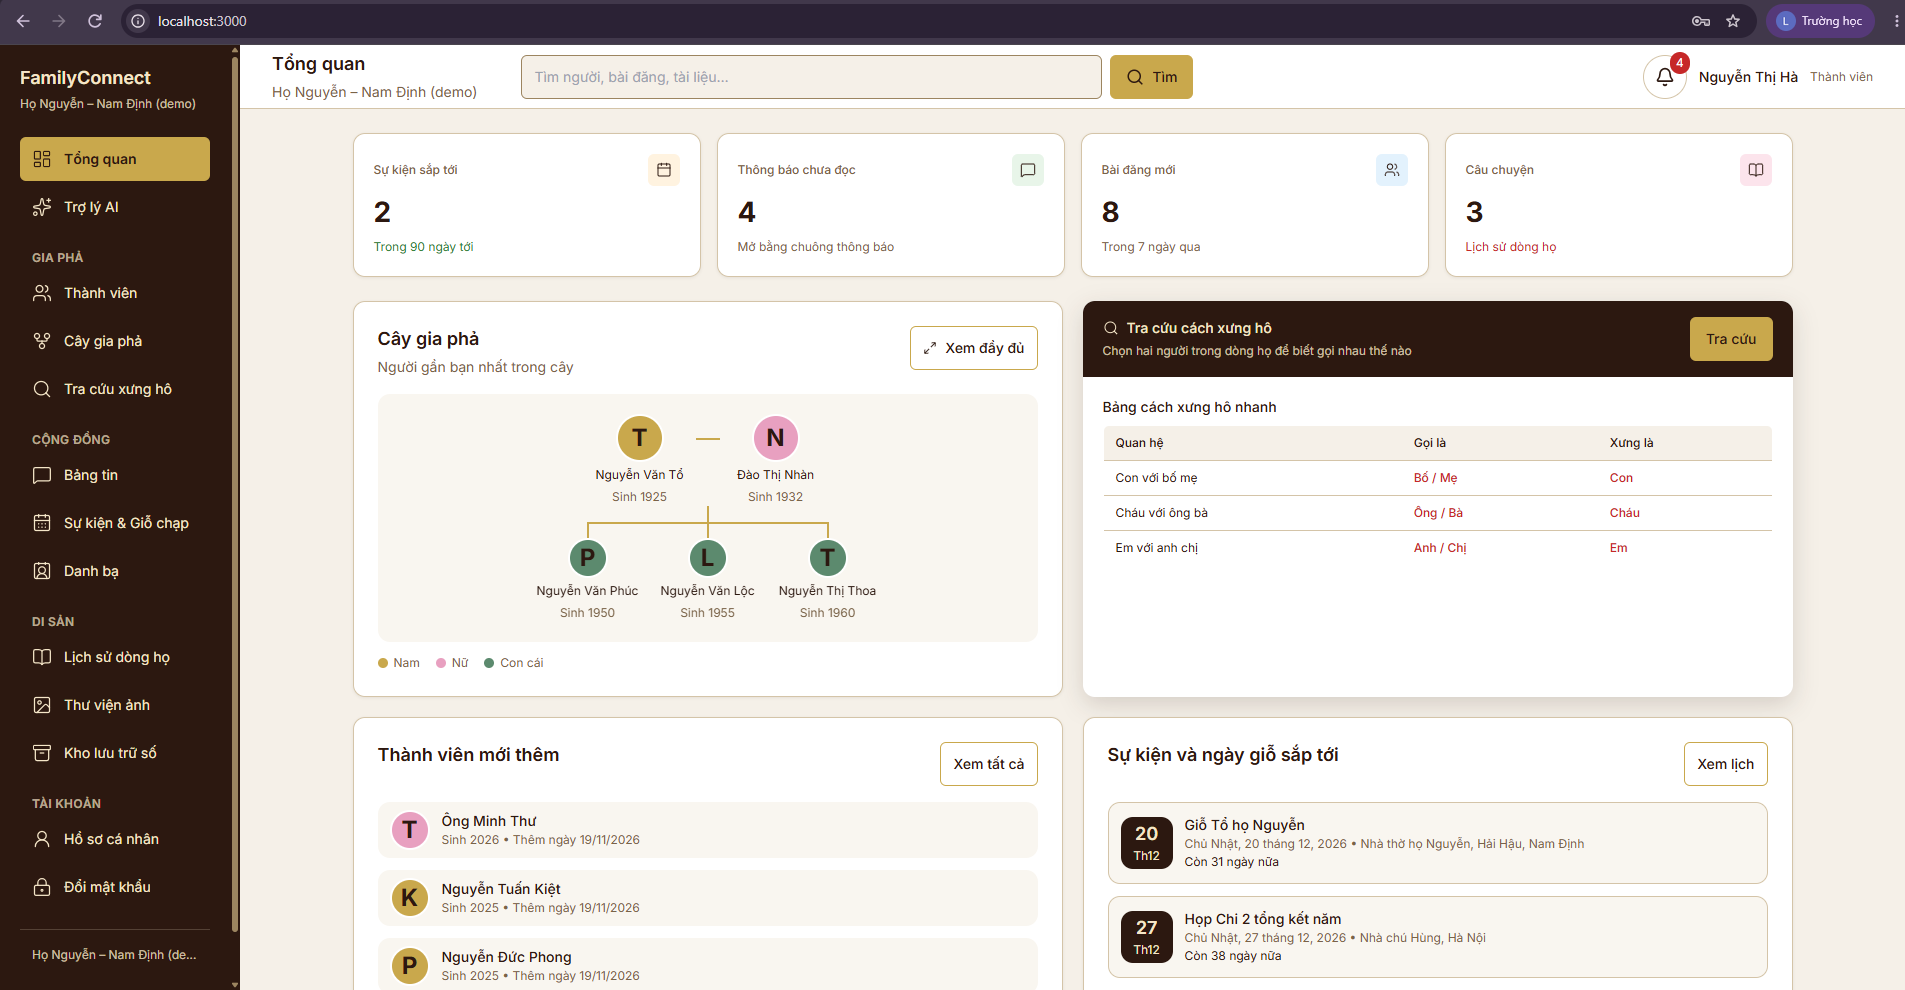 localhost:3000
L Trường học
FamilyConnect
Họ Nguyễn – Nam Định (demo)
Tổng quan
Trợ lý AI
GIA PHẢ
Thành viên
Cây gia phả
Tra cứu xưng hô
CỘNG ĐỒNG
Bảng tin
Sự kiện & Giỗ chạp
Danh bạ
DI SẢN
Lịch sử dòng họ
Thư viện ảnh
Kho lưu trữ số
TÀI KHOẢN
Hồ sơ cá nhân
Đổi mật khẩu
Họ Nguyễn – Nam Định (de...
Tổng quan
Họ Nguyễn – Nam Định (demo)
Tìm người, bài đăng, tài liệu...
Tìm
4
Nguyễn Thị Hà Thành viên
Sự kiện sắp tới
2
Trong 90 ngày tới
Thông báo chưa đọc
4
Mở bằng chuông thông báo
Bài đăng mới
8
Trong 7 ngày qua
Câu chuyện
3
Lịch sử dòng họ
Cây gia phả
Người gần bạn nhất trong cây
Xem đầy đủ
T
N
Nguyễn Văn Tổ
Đào Thị Nhàn
Sinh 1925
Sinh 1932
P
L
T
Nguyễn Văn Phúc
Nguyễn Văn Lộc
Nguyễn Thị Thoa
Sinh 1950
Sinh 1955
Sinh 1960
Nam
Nữ
Con cái
Tra cứu cách xưng hô
Chọn hai người trong dòng họ để biết gọi nhau thế nào
Tra cứu
Bảng cách xưng hô nhanh
Quan hệ Gọi là Xưng là
Con với bố mẹ Bố / Mẹ Con
Cháu với ông bà Ông / Bà Cháu
Em với anh chị Anh / Chị Em
Thành viên mới thêm
Xem tất cả
T
Ông Minh Thư
Sinh 2026 • Thêm ngày 19/11/2026
K
Nguyễn Tuấn Kiệt
Sinh 2025 • Thêm ngày 19/11/2026
P
Nguyễn Đức Phong
Sinh 2025 • Thêm ngày 19/11/2026
Sự kiện và ngày giỗ sắp tới
Xem lịch
20
Th12
Giỗ Tổ họ Nguyễn
Chủ Nhật, 20 tháng 12, 2026 • Nhà thờ họ Nguyễn, Hải Hậu, Nam Định
Còn 31 ngày nữa
27
Th12
Họp Chi 2 tổng kết năm
Chủ Nhật, 27 tháng 12, 2026 • Nhà chú Hùng, Hà Nội
Còn 38 ngày nữa